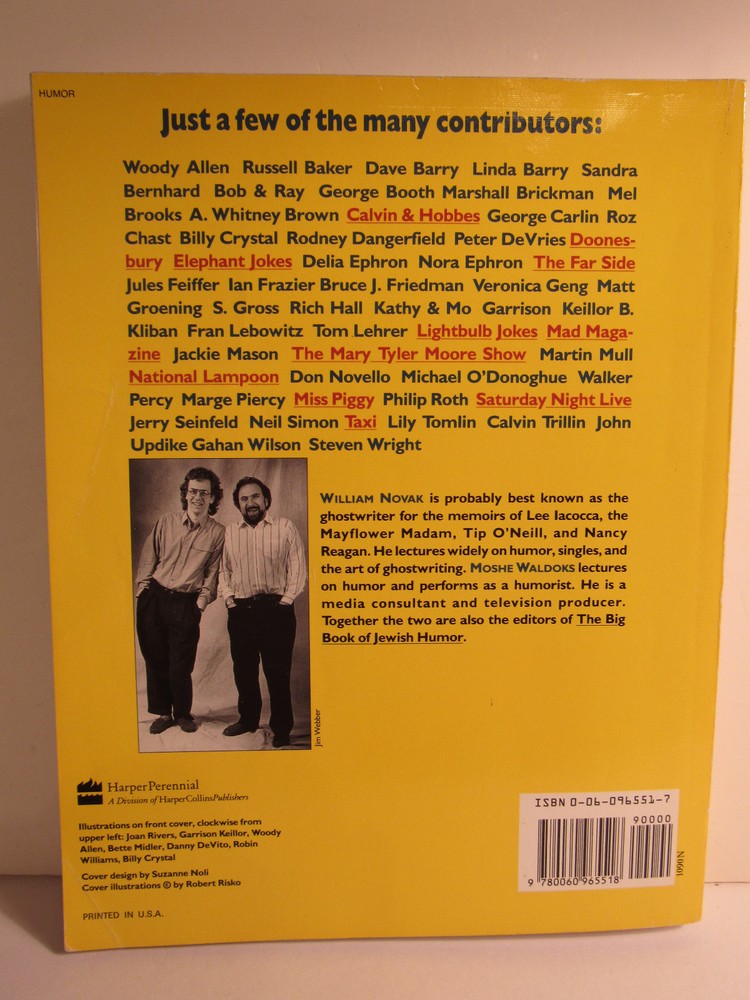 HUMOR
Just a few of the many contributors:
Woody Allen Russell Baker Dave Barry Linda Barry Sandra
Bernhard Bob & Ray George Booth Marshall Brickman Mel
Brooks A. Whitney Brown Calvin & Hobbes George Carlin Roz
Chast Billy Crystal Rodney Dangerfield Peter DeVries Doones-
bury Elephant Jokes Delia Ephron Nora Ephron The Far Side
Jules Feiffer Ian Frazier Bruce J. Friedman Veronica Geng Matt
Groening S. Gross Rich Hall Kathy & Mo Garrison Keillor B.
Kliban Fran Lebowitz Tom Lehrer Lightbulb Jokes Mad Maga-
zine Jackie Mason The Mary Tyler Moore Show Martin Mull
National Lampoon Don Novello Michael O'Donoghue Walker
Percy Marge Piercy Miss Piggy Philip Roth Saturday Night Live
Jerry Seinfeld Neil Simon Taxi Lily Tomlin Calvin Trillin John
Updike Gahan Wilson Steven Wright
WILLIAM NOVAK is probably best known as the
ghostwriter for the memoirs of Lee Iacocca, the
Mayflower Madam, Tip O'Neill, and Nancy
Reagan. He lectures widely on humor, singles, and
the art of ghostwriting. MOSHE WALDOKS lectures
on humor and performs as a humorist. He is a
media consultant and television producer.
Together the two are also the editors of The Big
Book of Jewish Humor.
Jim Webber
HarperPerennial
A Division of HarperCollinsPublishers
Illustrations on front cover, clockwise from
upper left: Joan Rivers, Garrison Keillor, Woody
Allen, Bette Midler, Danny DeVito, Robin
Williams, Billy Crystal
Cover design by Suzanne Noli
Cover illustrations © by Robert Risko
PRINTED IN U.S.A.
ISBN 0-06-096551-7
90000
9 780060 965518
N0601